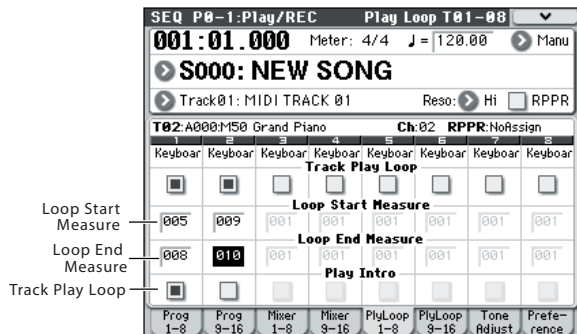 SEQ P0-1:Play/REC Play Loop T01-08
001:01.000 Meter: 4/4 ♩= 120.00 Manu
S000: NEW SONG
Track01: MIDI TRACK 01 Reso: Hi RPPR
T02:A000:M50 Grand Piano Ch:02 RPPR:NoAssign
1 2 3 4 5 6 7 8
Keyboar Keyboar Keyboar Keyboar Keyboar Keyboar Keyboar Keyboar
Track Play Loop
Loop Start Measure
Loop Start Measure
005 009 001 001 001 001 001 001
Loop End Measure
Loop End Measure
008 010 001 001 001 001 001 001
Play Intro
Track Play Loop
Prog 1-8 Prog 9-16 Mixer 1-8 Mixer 9-16 PlyLoop 1-8 PlyLoop 9-16 Tone Adjust Prefe-rence